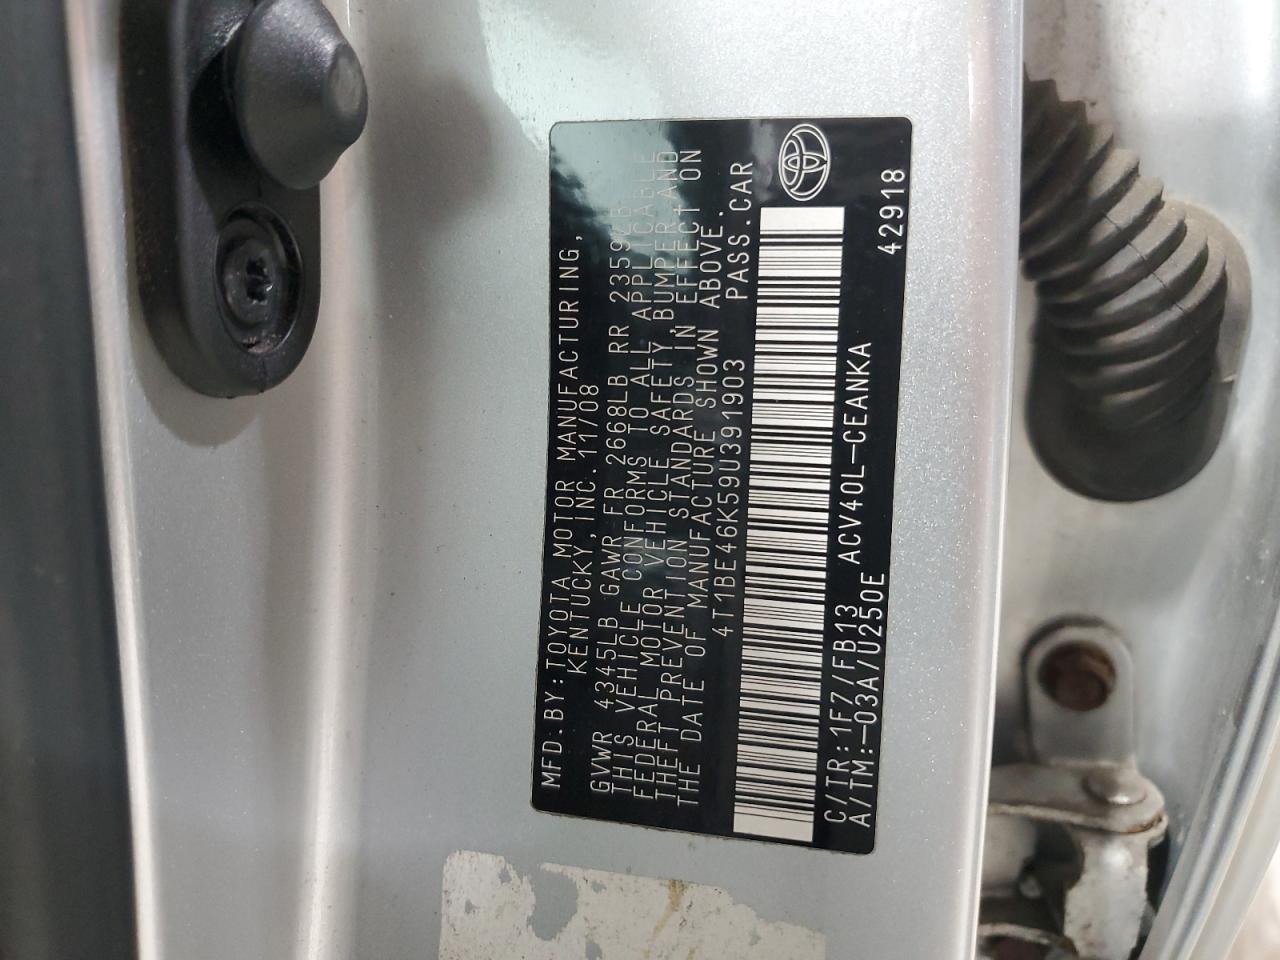 MFD.BY:TOYOTA MOTOR MANUFACTURING,
KENTUCKY,INC.11/08
GVWR 4345LB GAWR FR 2668LB RR 2359LB
THIS VEHICLE CONFORMS TO ALL APPLICABLE
FEDERAL MOTOR VEHICLE SAFETY,BUMPER AND
THEFT PREVENTION STANDARDS IN EFFECT ON
THE DATE OF MANUFACTURE SHOWN ABOVE.
4T1BE46K59U391903 PASS.CAR
C/TR:1F7/FB13 ACV40L-CEANKA
A/TM:-03A/U250E 42918